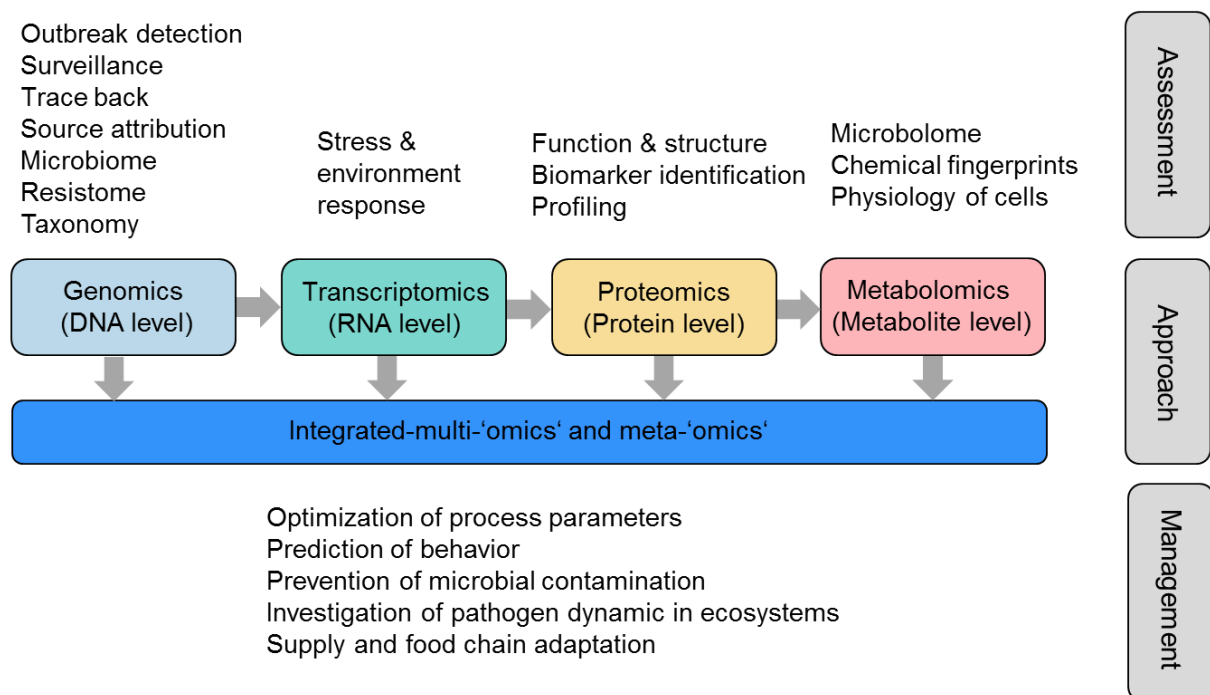 Outbreak detection
Surveillance
Trace back
Source attribution
Microbiome
Resistome
Taxonomy
Stress &
environment
response
Function & structure
Biomarker identification
Profiling
Microbolome
Chemical fingerprints
Physiology of cells
Assessment
Genomics
(DNA level)
Transcriptomics
(RNA level)
Proteomics
(Protein level)
Metabolomics
(Metabolite level)
Approach
Integrated-multi-‘omics‘ and meta-‘omics‘
Optimization of process parameters
Prediction of behavior
Prevention of microbial contamination
Investigation of pathogen dynamic in ecosystems
Supply and food chain adaptation
Management